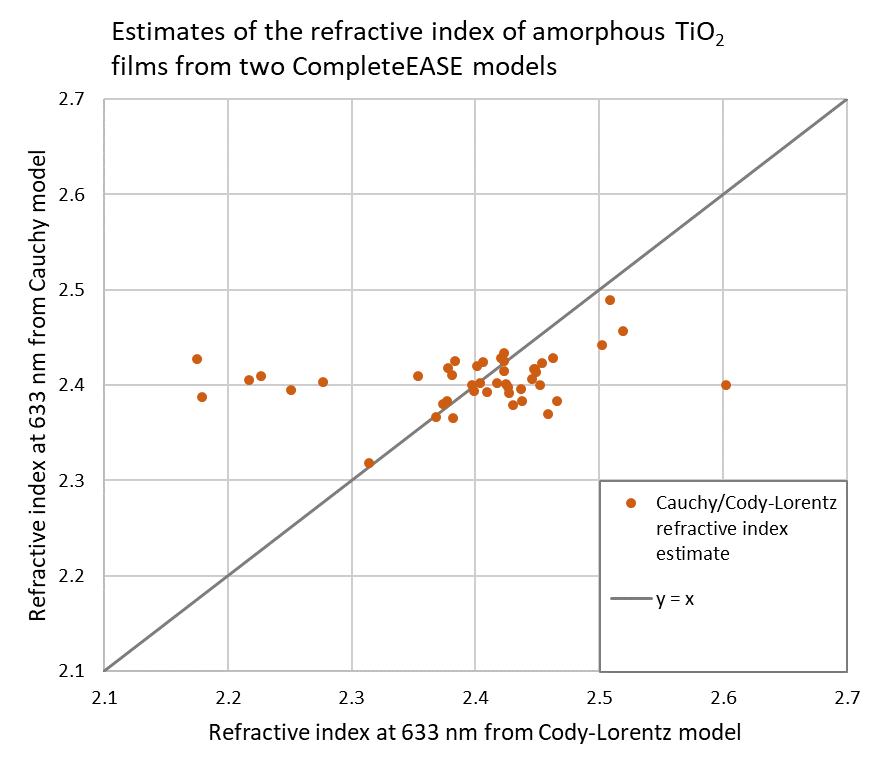 Estimates of the refractive index of amorphous TiO₂
films from two CompleteEASE models
Refractive index at 633 nm from Cauchy model
2.7
2.6
2.5
2.4
2.3
2.2
2.1
Cauchy/Cody-Lorentz
refractive index
estimate
y = x
2.1 2.2 2.3 2.4 2.5 2.6 2.7
Refractive index at 633 nm from Cody-Lorentz model